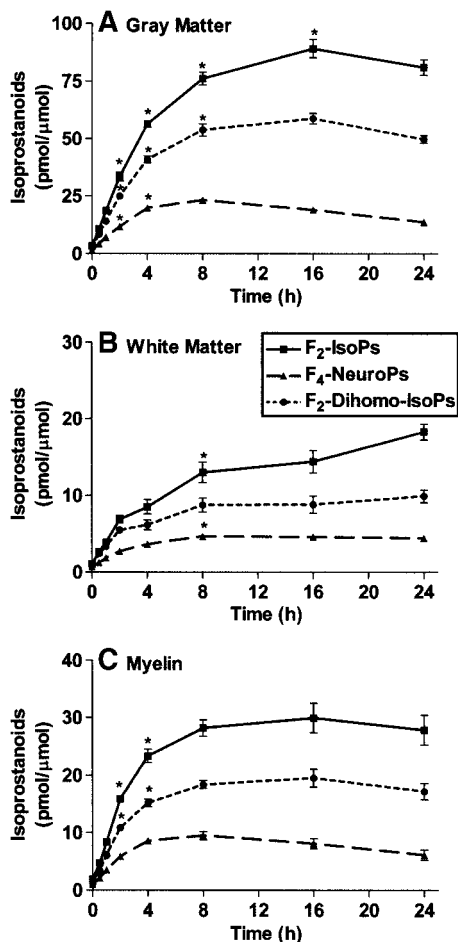 A Gray Matter
Isoprostanoids
(pmol/μmol)
100
75
50
25
0
* * * * * * * * * *
0 4 8 12 16 20 24
Time (h)
B White Matter
Isoprostanoids
(pmol/μmol)
30
20
10
0
* *
F2-IsoPs
F4-NeuroPs
F2-Dihomo-IsoPs
0 4 8 12 16 20 24
Time (h)
C Myelin
Isoprostanoids
(pmol/μmol)
40
30
20
10
0
* * * *
0 4 8 12 16 20 24
Time (h)